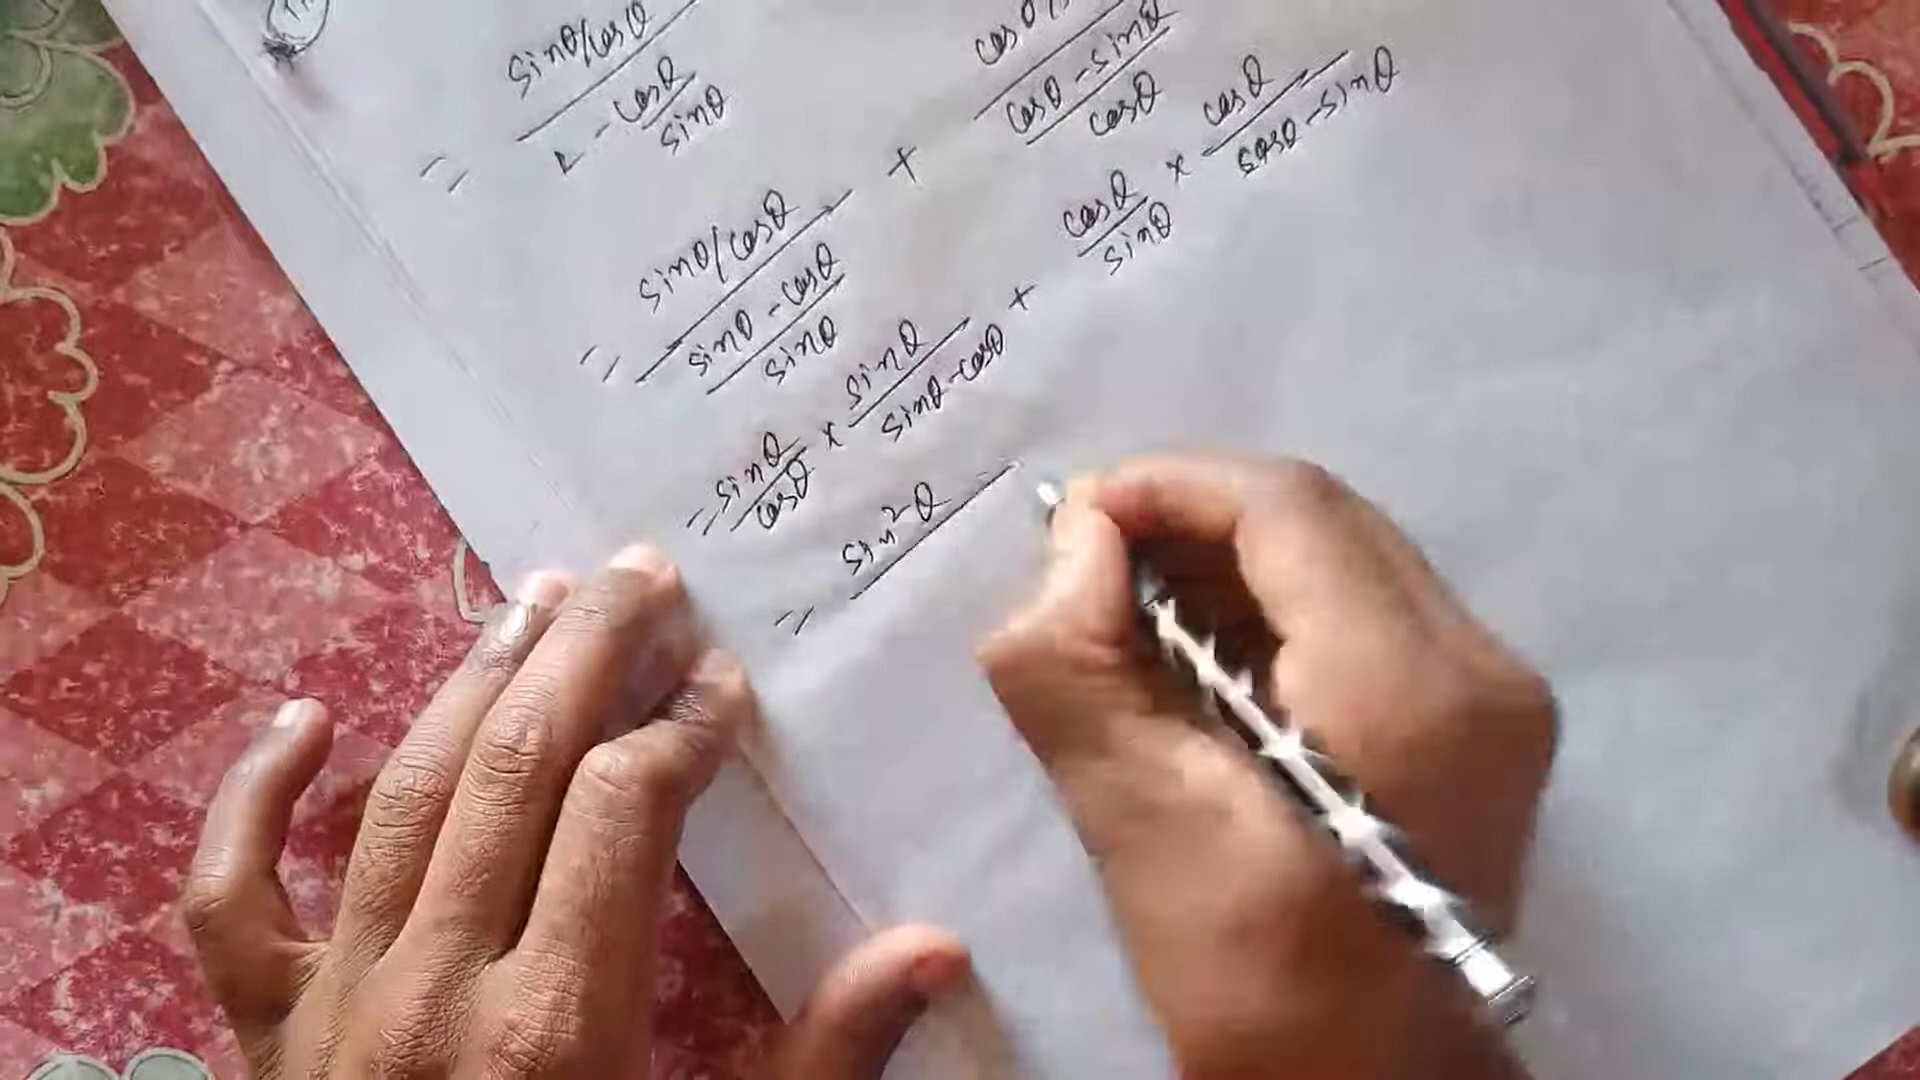 = sinθ/cosθ / 1 - cosθ/sinθ
cosθ / cosθ - sinθ / cosθ
= sinθ/cosθ / sinθ - cosθ / sinθ + cosθ/sinθ × cosθ/cosθ-sinθ
= sinθ/cosθ × sinθ/sinθ-cosθ +
= sin²θ